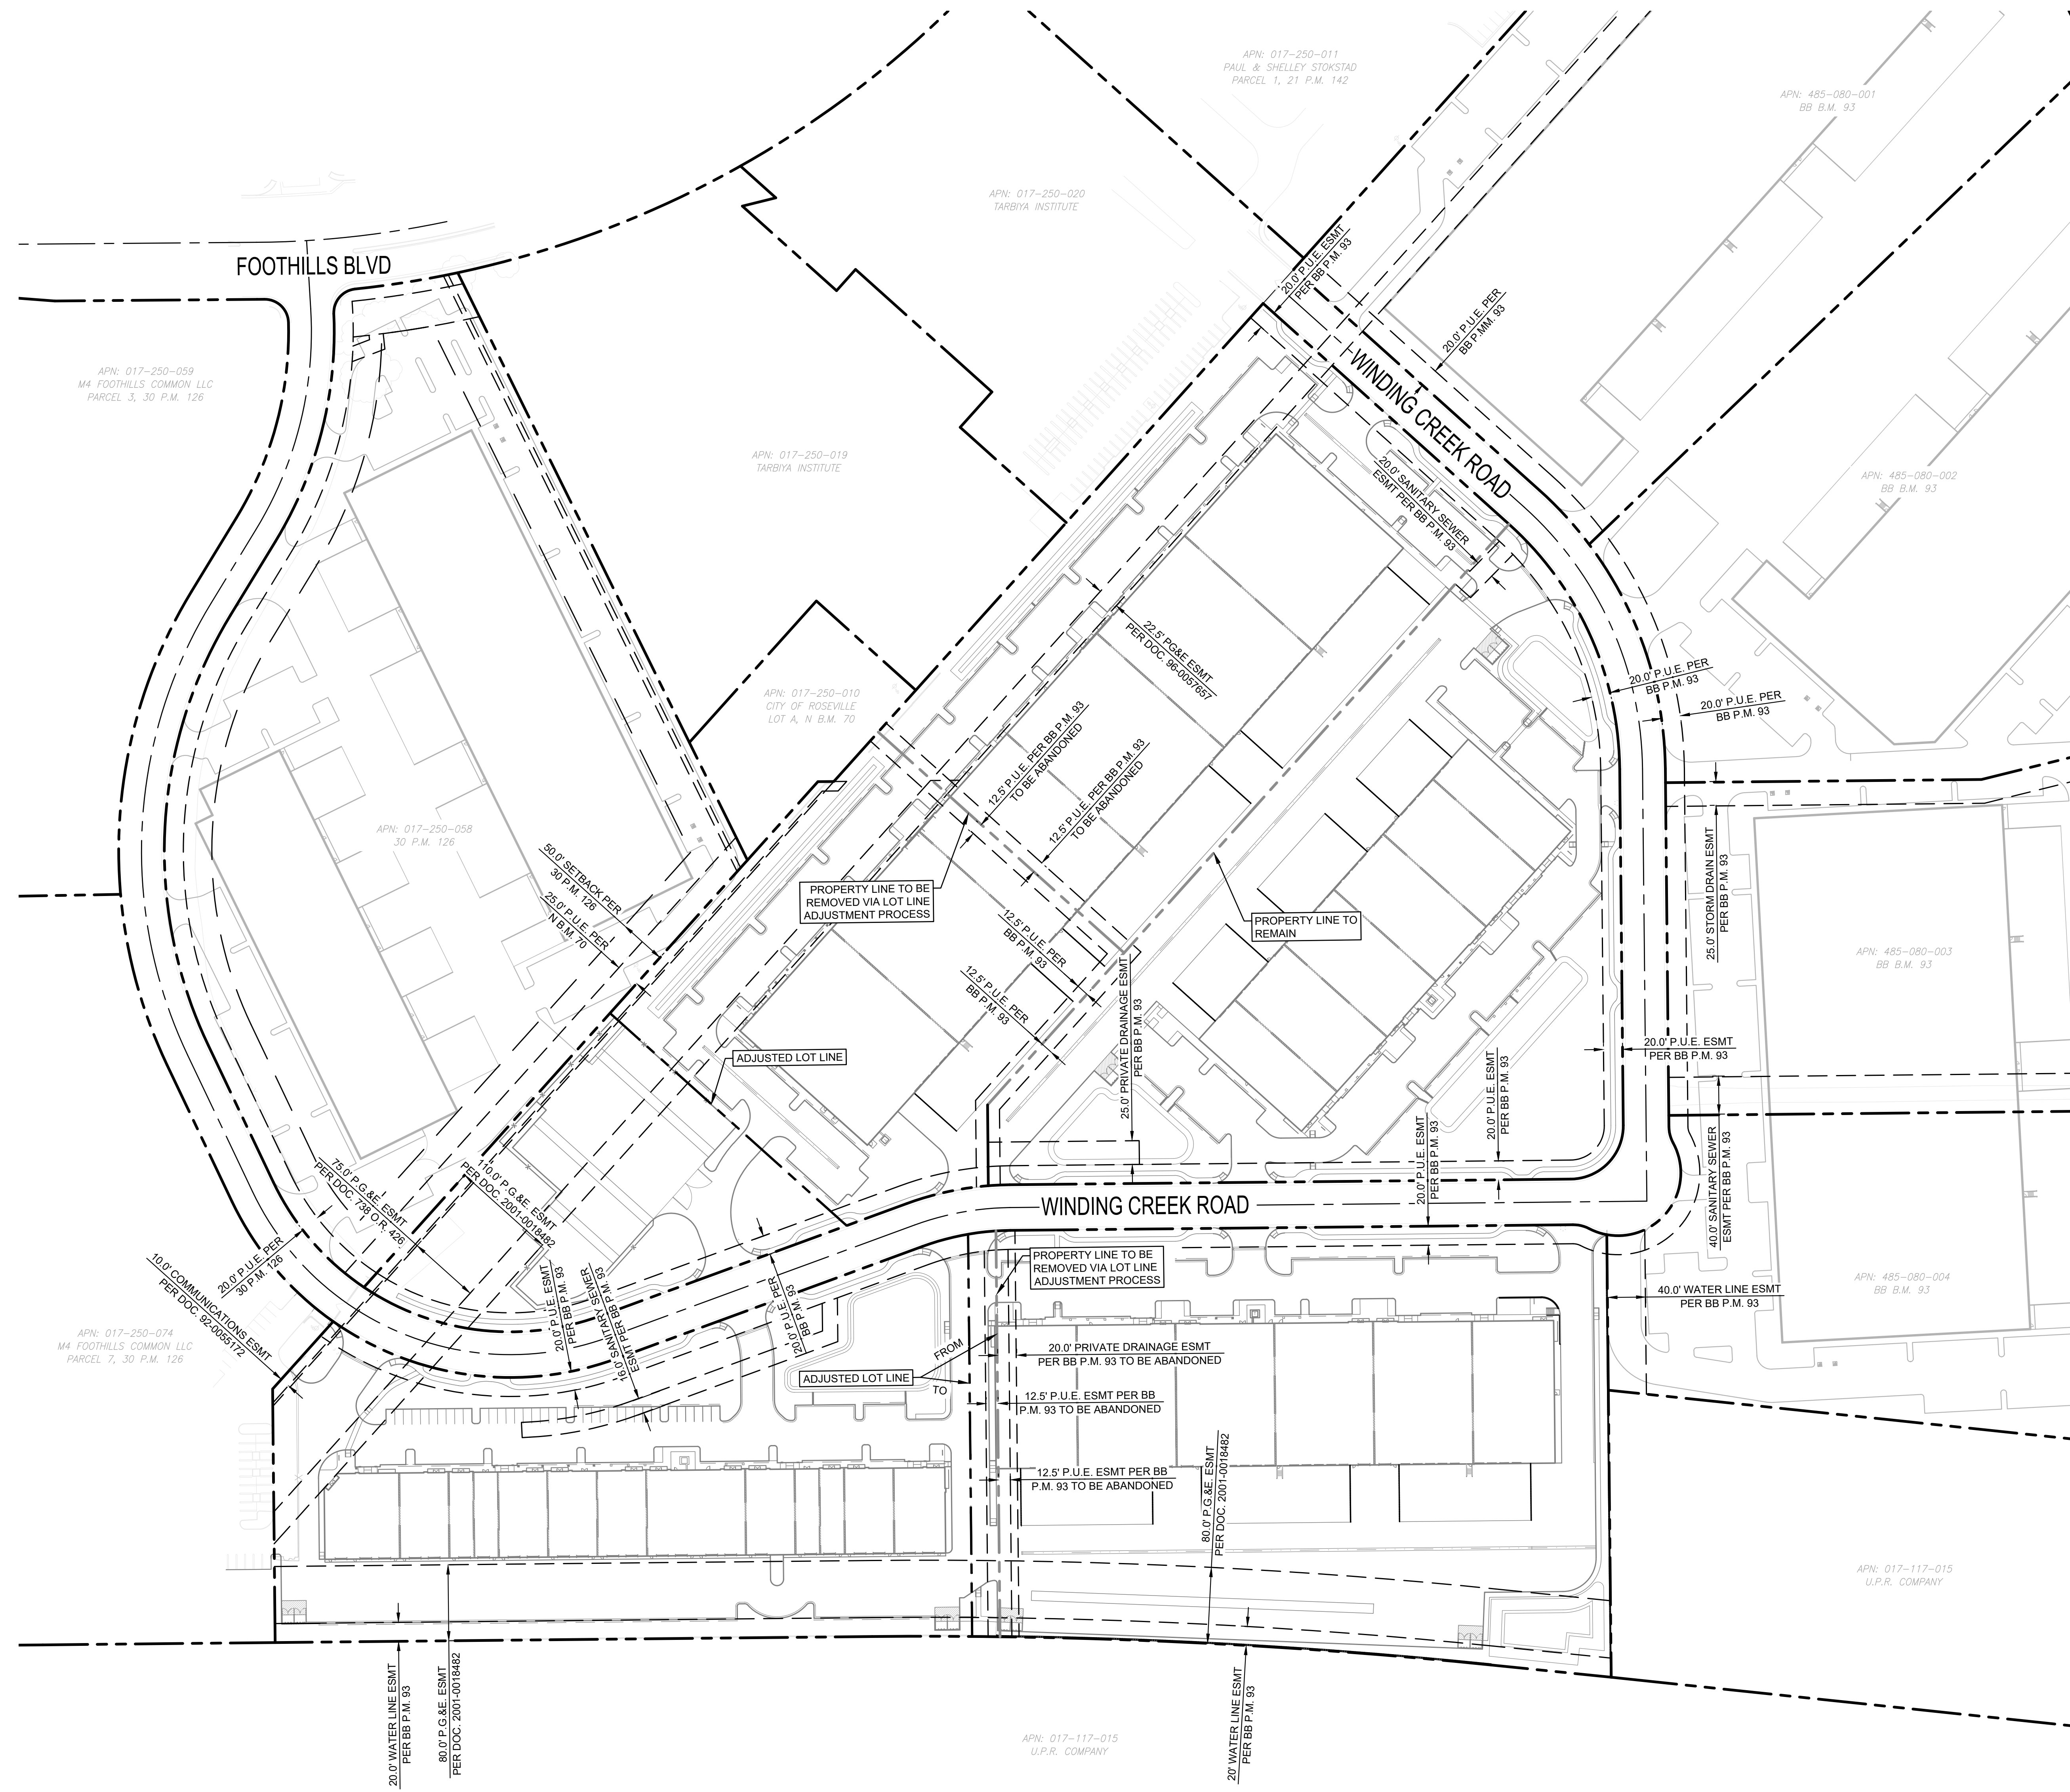 APN: 017-250-011
PAUL & SHELLEY STOKSTAD
PARCEL 1, 21 P.M. 142
APN: 485-080-001
BB B.M. 93
APN: 017-250-020
TARBIYA INSTITUTE
20.0' P.U.E. ESMT
PER BB P.M. 93
FOOTHILLS BLVD
20.0' P.U.E. PER
BB P.MM. 93
APN: 017-250-059
M4 FOOTHILLS COMMON LLC
PARCEL 3, 30 P.M. 126
WINDING CREEK ROAD
APN: 017-250-019
TARBIYA INSTITUTE
20.0' SANITARY SEWER
ESMT PER BB P.M. 93
APN: 485-080-002
BB B.M. 93
22.5' PG&E ESMT
PER DOC. 96-0057657
20.0' P.U.E. PER
BB P.M. 93
20.0' P.U.E. PER
BB P.M. 93
APN: 017-250-010
CITY OF ROSEVILLE
LOT A, N B.M. 70
12.5' P.U.E. PER BB P.M. 93
TO BE ABANDONED
12.5' P.U.E. PER BB P.M. 93
TO BE ABANDONED
APN: 017-250-058
30 P.M. 126
50.0' SETBACK PER
30 P.M. 126
25.0' P.U.E. PER
N B.M. 70
PROPERTY LINE TO BE
REMOVED VIA LOT LINE
ADJUSTMENT PROCESS
12.5' P.U.E. PER
BB P.M. 93
12.5' P.U.E. PER
BB P.M. 93
PROPERTY LINE TO
REMAIN
25.0' STORM DRAIN ESMT
PER BB P.M. 93
APN: 485-080-003
BB B.M. 93
25.0' PRIVATE DRAINAGE ESMT
PER BB P.M. 93
ADJUSTED LOT LINE
20.0' P.U.E. ESMT
PER BB P.M. 93
20.0' P.U.E. ESMT
PER BB P.M. 93
20.0' P.U.E. ESMT
PER BB P.M. 93
40.0' SANITARY SEWER
ESMT PER BB P.M. 93
75.0' P.G.&E. ESMT
PER DOC. 738 O.R. 426
110.0' P.G.&E. ESMT
PER DOC. 2001-0018482
WINDING CREEK ROAD
20.0' P.U.E. PER
30 P.M. 126
10.0' COMMUNICATIONS ESMT
PER DOC. 92-0055172
20.0' P.U.E. ESMT
PER BB P.M. 93
16.0' SANITARY SEWER
ESMT PER BB P.M. 93
20.0' P.U.E. PER
BB P.M. 93
PROPERTY LINE TO BE
REMOVED VIA LOT LINE
ADJUSTMENT PROCESS
40.0' WATER LINE ESMT
PER BB P.M. 93
APN: 485-080-004
BB B.M. 93
APN: 017-250-074
M4 FOOTHILLS COMMON LLC
PARCEL 7, 30 P.M. 126
FROM
ADJUSTED LOT LINE
TO
20.0' PRIVATE DRAINAGE ESMT
PER BB P.M. 93 TO BE ABANDONED
12.5' P.U.E. ESMT PER BB
P.M. 93 TO BE ABANDONED
12.5' P.U.E. ESMT PER BB
P.M. 93 TO BE ABANDONED
80.0' P.G.&E. ESMT
PER DOC. 2001-0018482
APN: 017-117-015
U.P.R. COMPANY
20.0' WATER LINE ESMT
PER BB P.M. 93
80.0' P.G.&E. ESMT
PER DOC. 2001-0018482
APN: 017-117-015
U.P.R. COMPANY
20' WATER LINE ESMT
PER BB P.M. 93